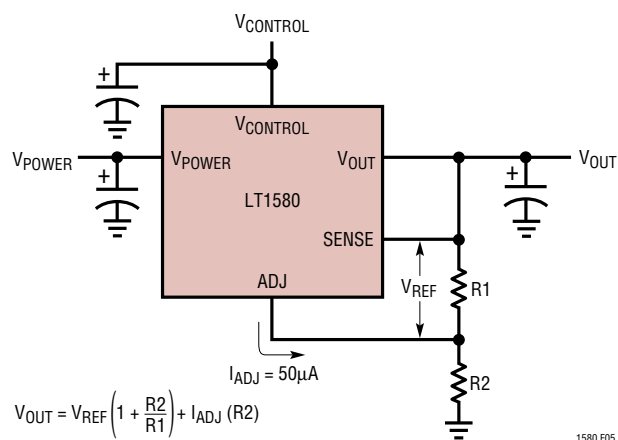 VCONTROL
+
VCONTROL
VPOWER
VPOWER
VOUT
VOUT
+
+
LT1580
SENSE
ADJ
VREF
R1
IADJ = 50µA
R2
VOUT = VREF(1 + R2/R1) + IADJ (R2)
1580 F05